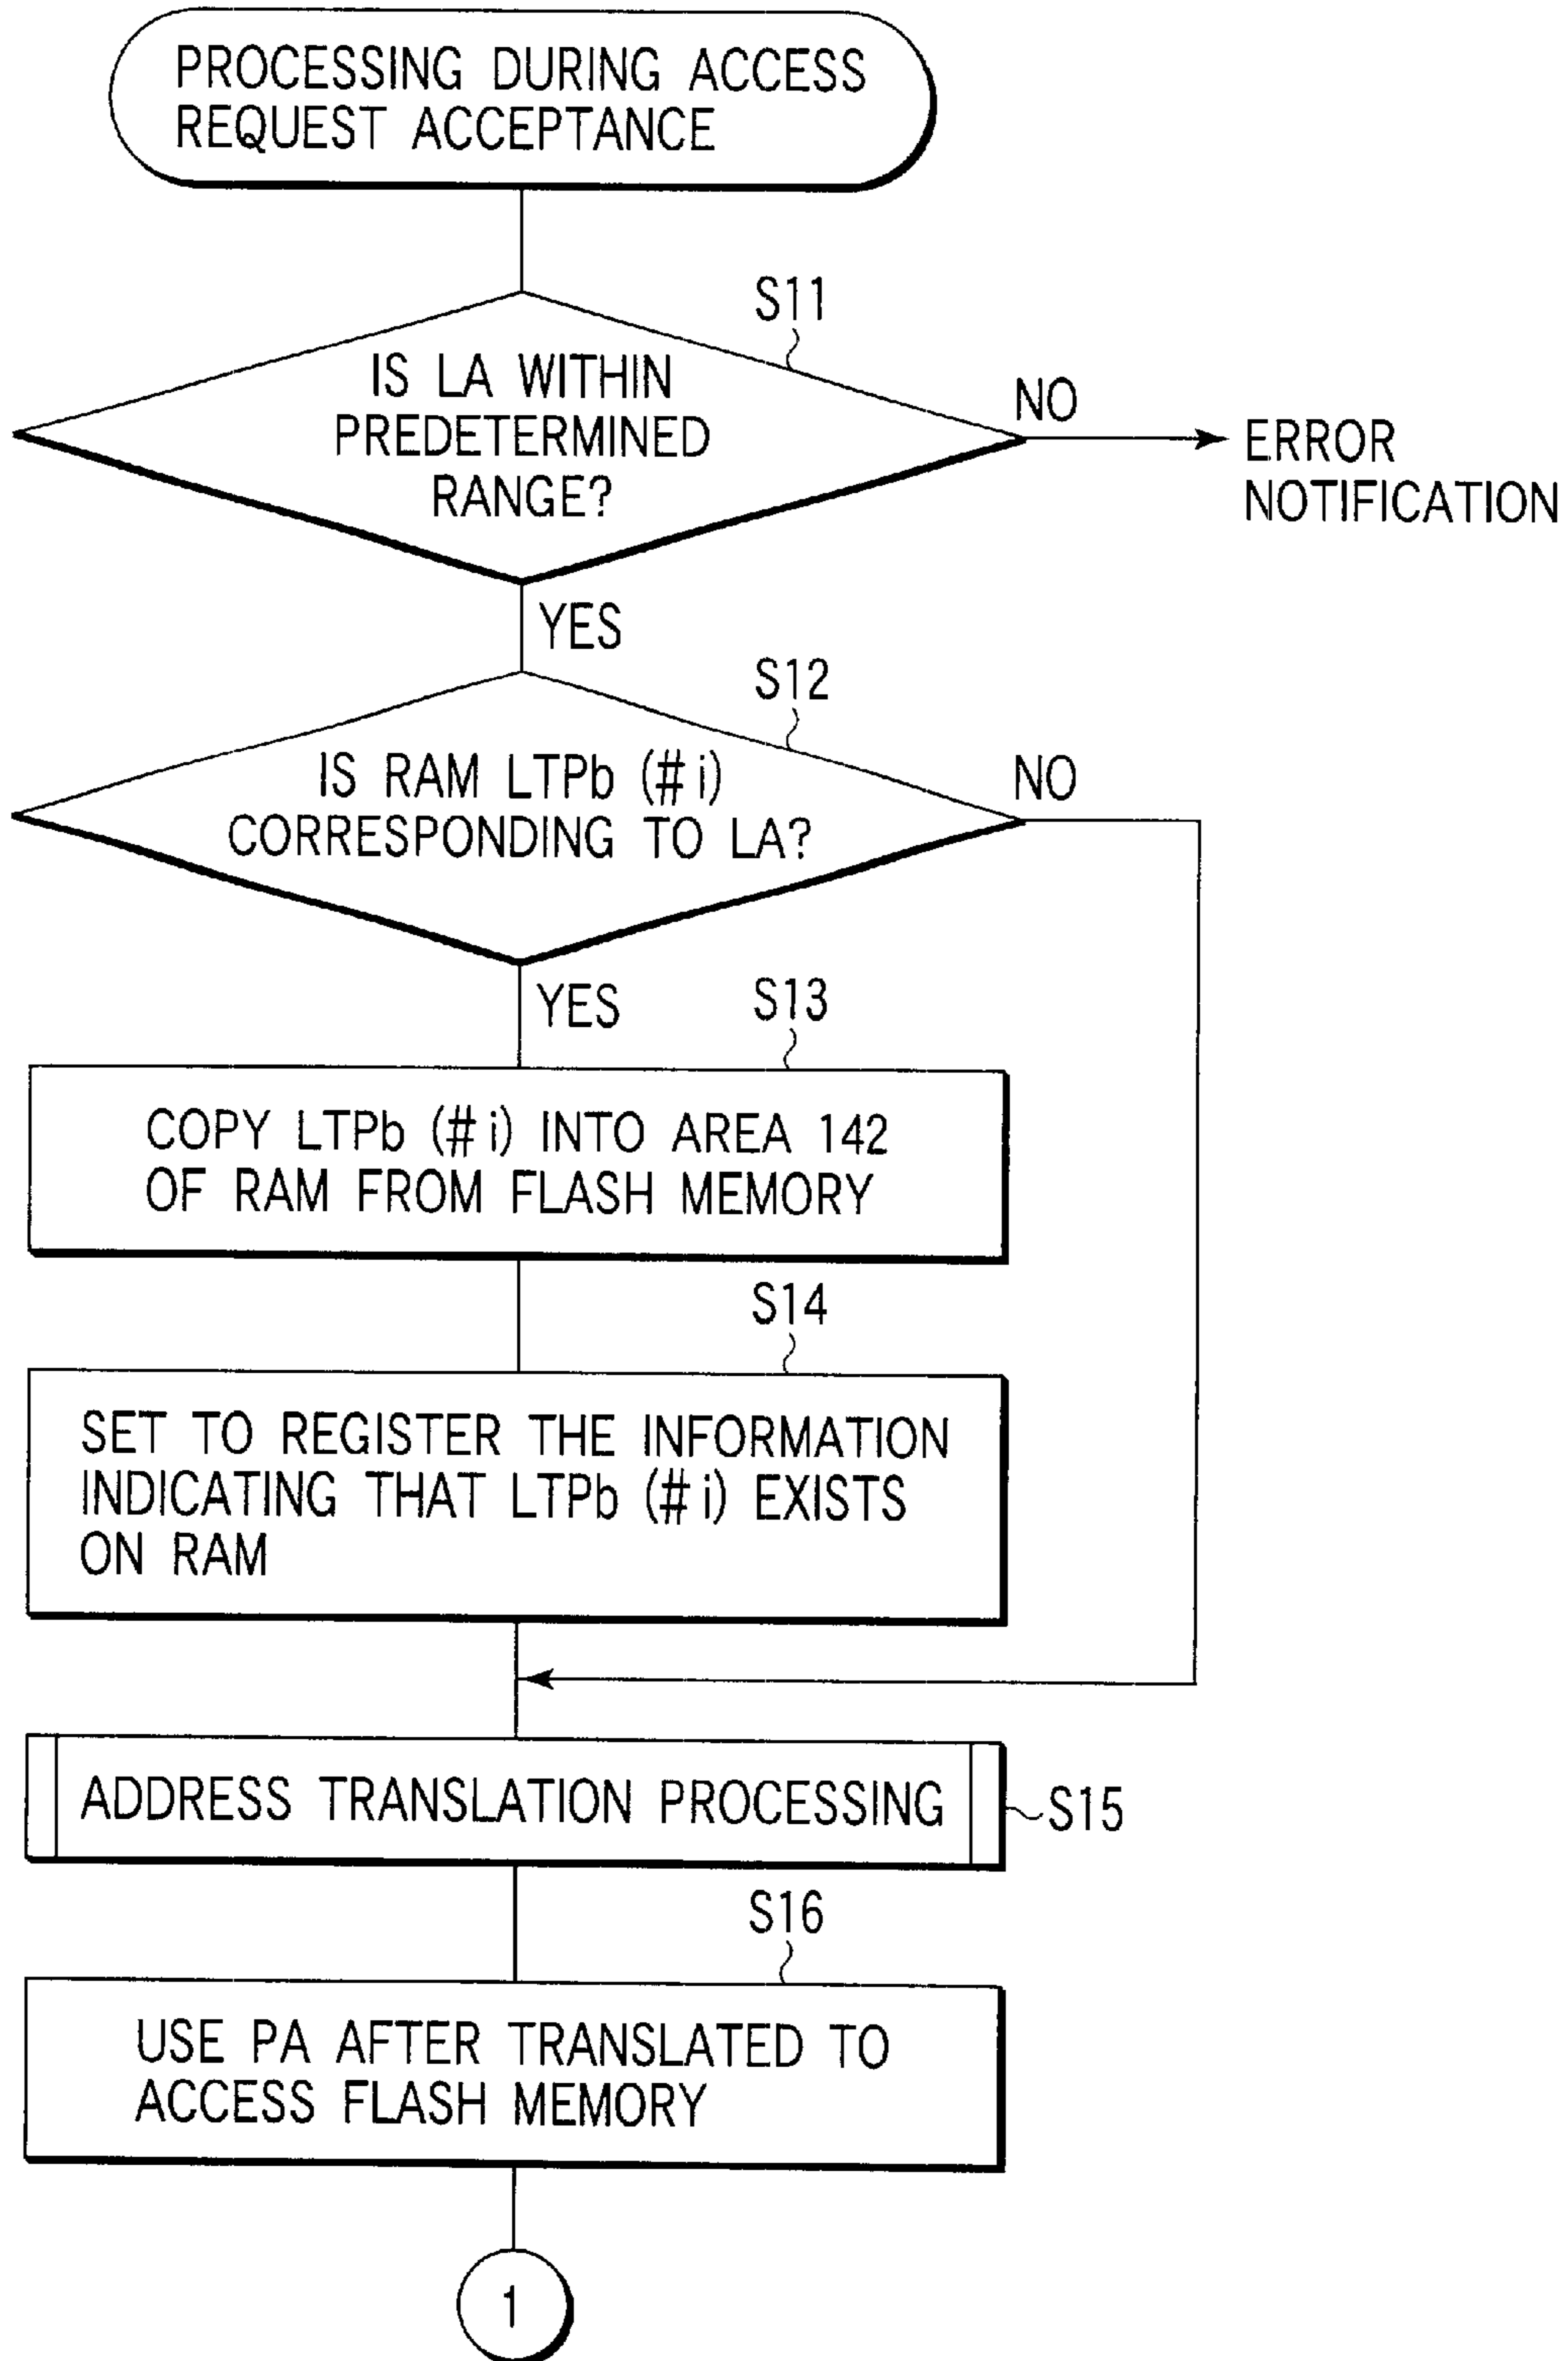 PROCESSING DURING ACCESS
REQUEST ACCEPTANCE
S11
IS LA WITHIN
PREDETERMINED
RANGE?
NO
ERROR
NOTIFICATION
YES
S12
IS RAM LTPb (# i)
CORRESPONDING TO LA?
NO
YES
S13
COPY LTPb (# i) INTO AREA 142
OF RAM FROM FLASH MEMORY
S14
SET TO REGISTER THE INFORMATION
INDICATING THAT LTPb (# i) EXISTS
ON RAM
ADDRESS TRANSLATION PROCESSING
S15
S16
USE PA AFTER TRANSLATED TO
ACCESS FLASH MEMORY
1